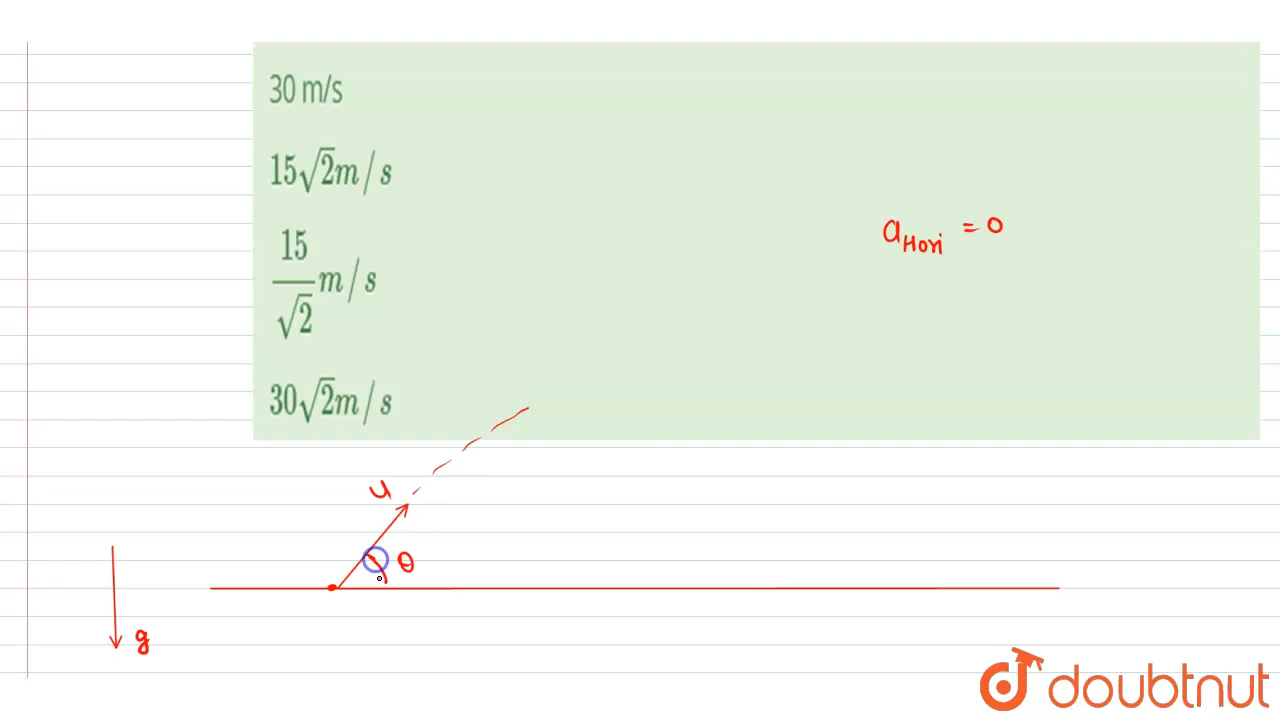 30 m/s
15√2m/s
a_Hori = 0
15/√2 m/s
30√2m/s
u
θ
g
doubtnut